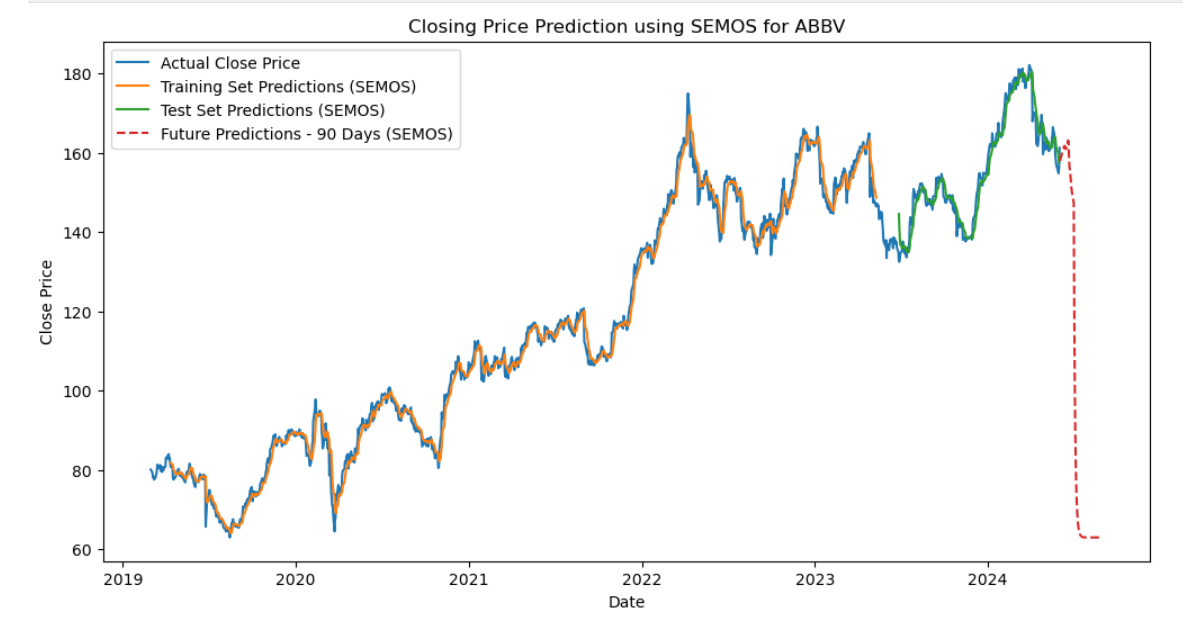 Closing Price Prediction using SEMOS for ABBV
Actual Close Price
Training Set Predictions (SEMOS)
Test Set Predictions (SEMOS)
Future Predictions - 90 Days (SEMOS)
Close Price
180
160
140
120
100
80
60
2019
2020
2021
2022
2023
2024
Date